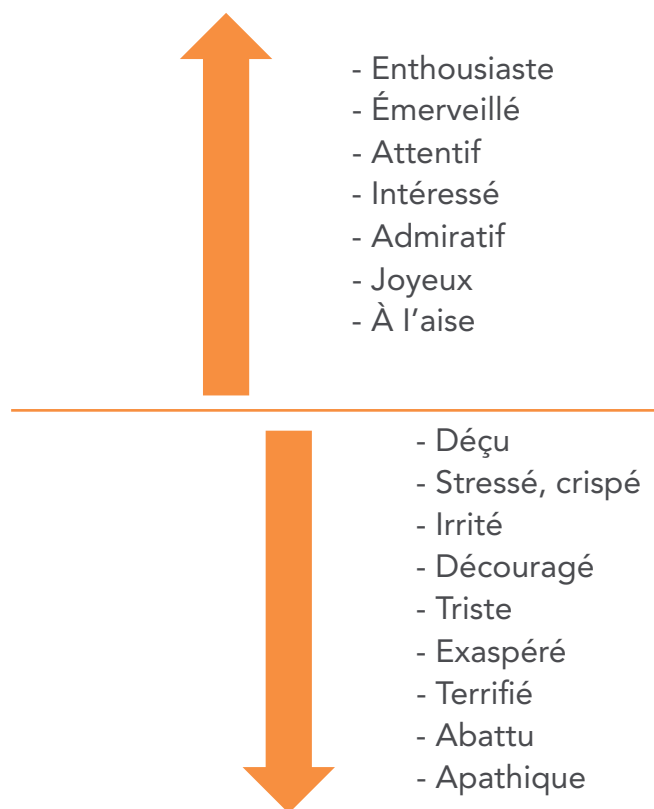 - Enthousiaste
- Émerveillé
- Attentif
- Intéressé
- Admiratif
- Joyeux
- À l’aise
- Déçu
- Stressé, crispé
- Irrité
- Découragé
- Triste
- Exaspéré
- Terrifié
- Abattu
- Apathique